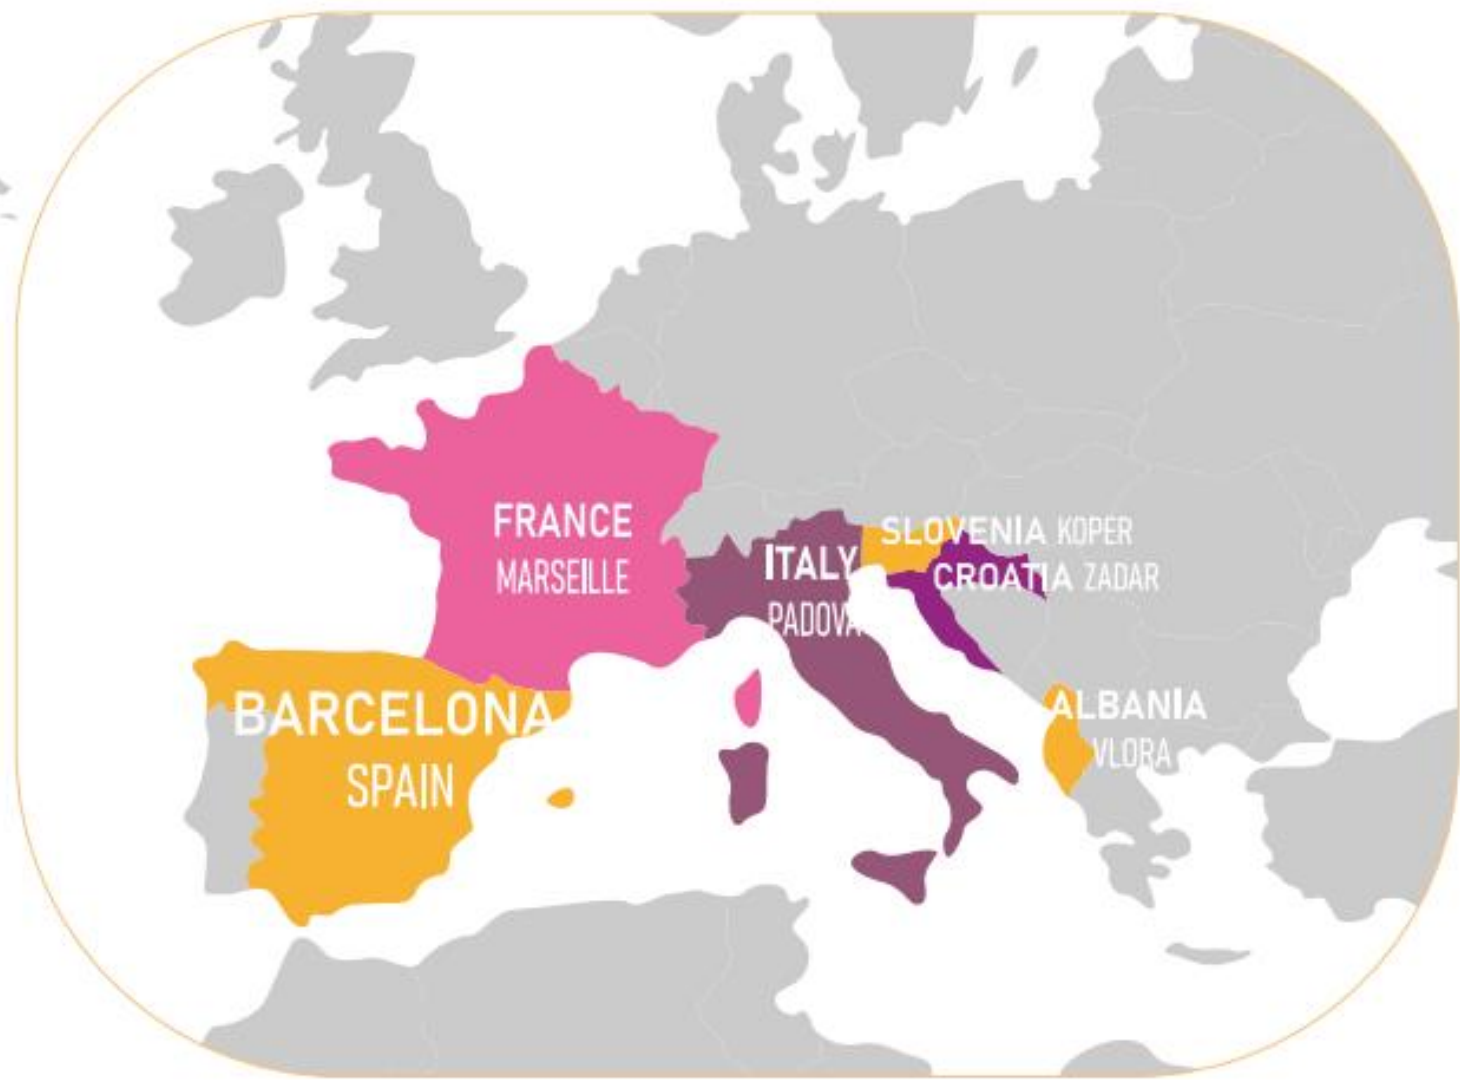 FRANCE
MARSEILLE
ITALY
PADOVA
SLOVENIA KOPER
CROATIA ZADAR
BARCELONA
SPAIN
ALBANIA
VLORA